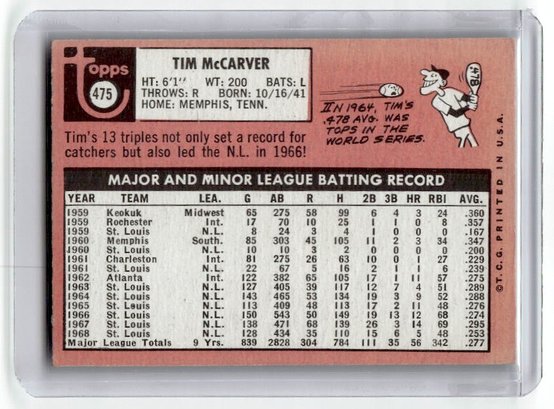 Topps
475
TIM McCARVER
HT: 6'1" WT: 200 BATS: L
THROWS: R BORN: 10/16/41
HOME: MEMPHIS, TENN.
Tim's 13 triples not only set a record for
catchers but also led the N.L. in 1966!
.478
IN 1964, TIM'S
.478 AVG. WAS
TOPS IN THE
WORLD SERIES.
MAJOR AND MINOR LEAGUE BATTING RECORD
YEAR TEAM LEA. G AB R H 2B 3B HR RBI AVG.
1959 Keokuk Midwest 65 275 58 99 6 4 3 24 .360
1959 Rochester Int. 17 70 10 25 1 1 0 8 .357
1959 St. Louis N.L. 8 24 3 4 1 0 0 0 .167
1960 Memphis South. 85 303 45 105 11 2 3 34 .347
1960 St. Louis N.L. 10 10 3 2 0 0 0 0 .200
1961 Charleston Int. 81 275 26 63 10 0 1 27 .229
1961 St. Louis N.L. 22 67 5 16 2 1 1 6 .239
1962 Atlanta Int. 122 382 65 105 17 1 11 57 .275
1963 St. Louis N.L. 127 405 39 117 12 7 4 51 .289
1964 St. Louis N.L. 143 465 53 134 19 3 9 52 .288
1965 St. Louis N.L. 113 409 48 113 17 2 11 48 .276
1966 St. Louis N.L. 150 543 50 149 19 13 12 68 .274
1967 St. Louis N.L. 138 471 68 139 26 3 14 69 .295
1968 St. Louis N.L. 128 434 35 110 15 6 5 48 .253
Major League Totals 9 Yrs. 839 2828 304 784 111 35 56 342 .277
© T.C.G. PRINTED IN U.S.A.